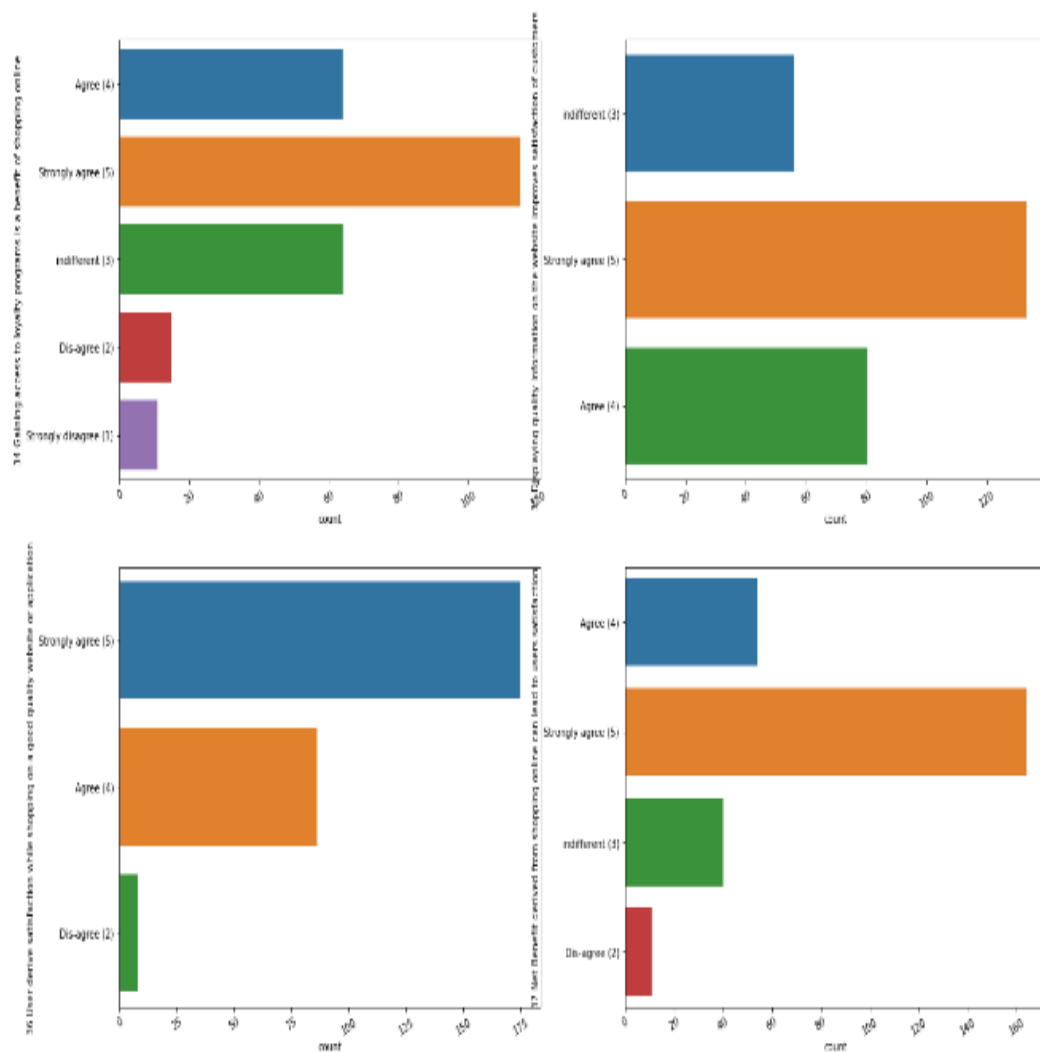 34 Gaining access to loyalty programs is a benefit of shopping online
Agree (4)
Strongly agree (5)
indifferent (3)
Dis-agree (2)
Strongly disagree (1)
0 20 40 60 80 100 120
count
Displaying quality information on the website improves satisfaction of customers
indifferent (3)
Strongly agree (5)
Agree (4)
0 20 40 60 80 100 120
count
36 User derive satisfaction while shopping on a good quality website or application
Strongly agree (5)
Agree (4)
Dis-agree (2)
0 25 50 75 100 125 150 175
count
37 Net Benefit derived from shopping online can lead to users satisfaction
Agree (4)
Strongly agree (5)
indifferent (3)
Dis-agree (2)
0 20 40 60 80 100 120 140 160
count